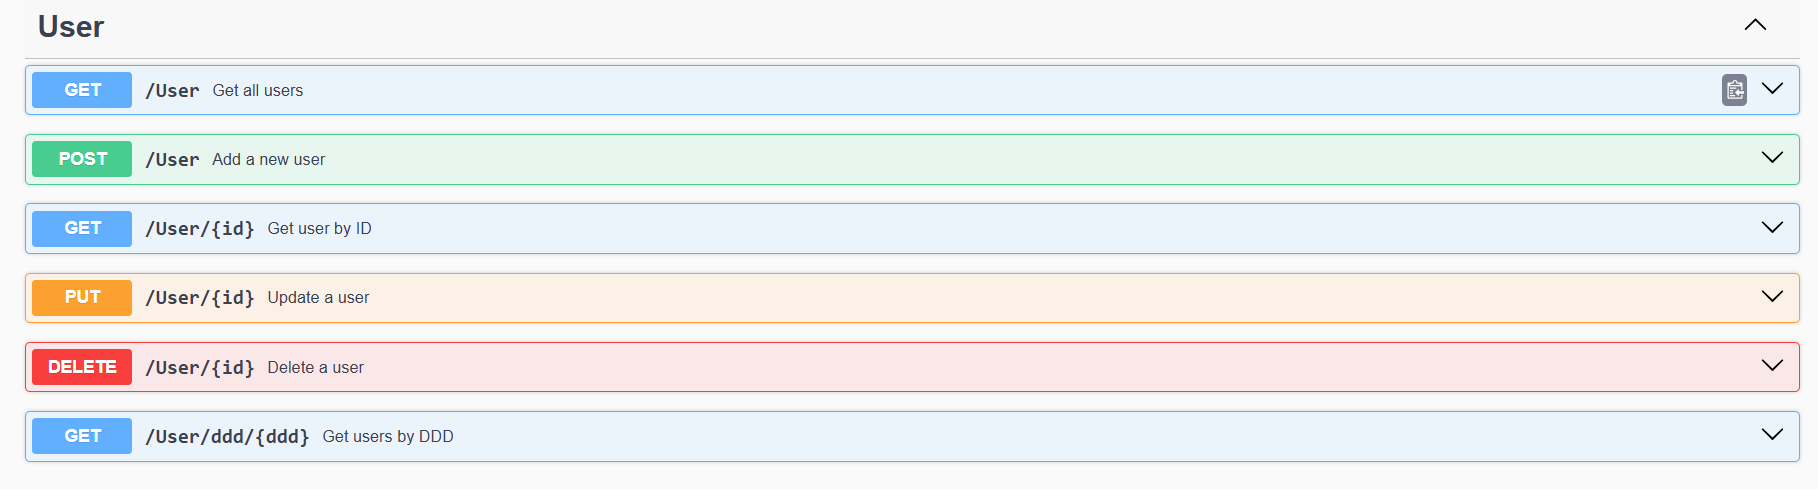 User
GET /User Get all users
POST /User Add a new user
GET /User/{id} Get user by ID
PUT /User/{id} Update a user
DELETE /User/{id} Delete a user
GET /User/ddd/{ddd} Get users by DDD